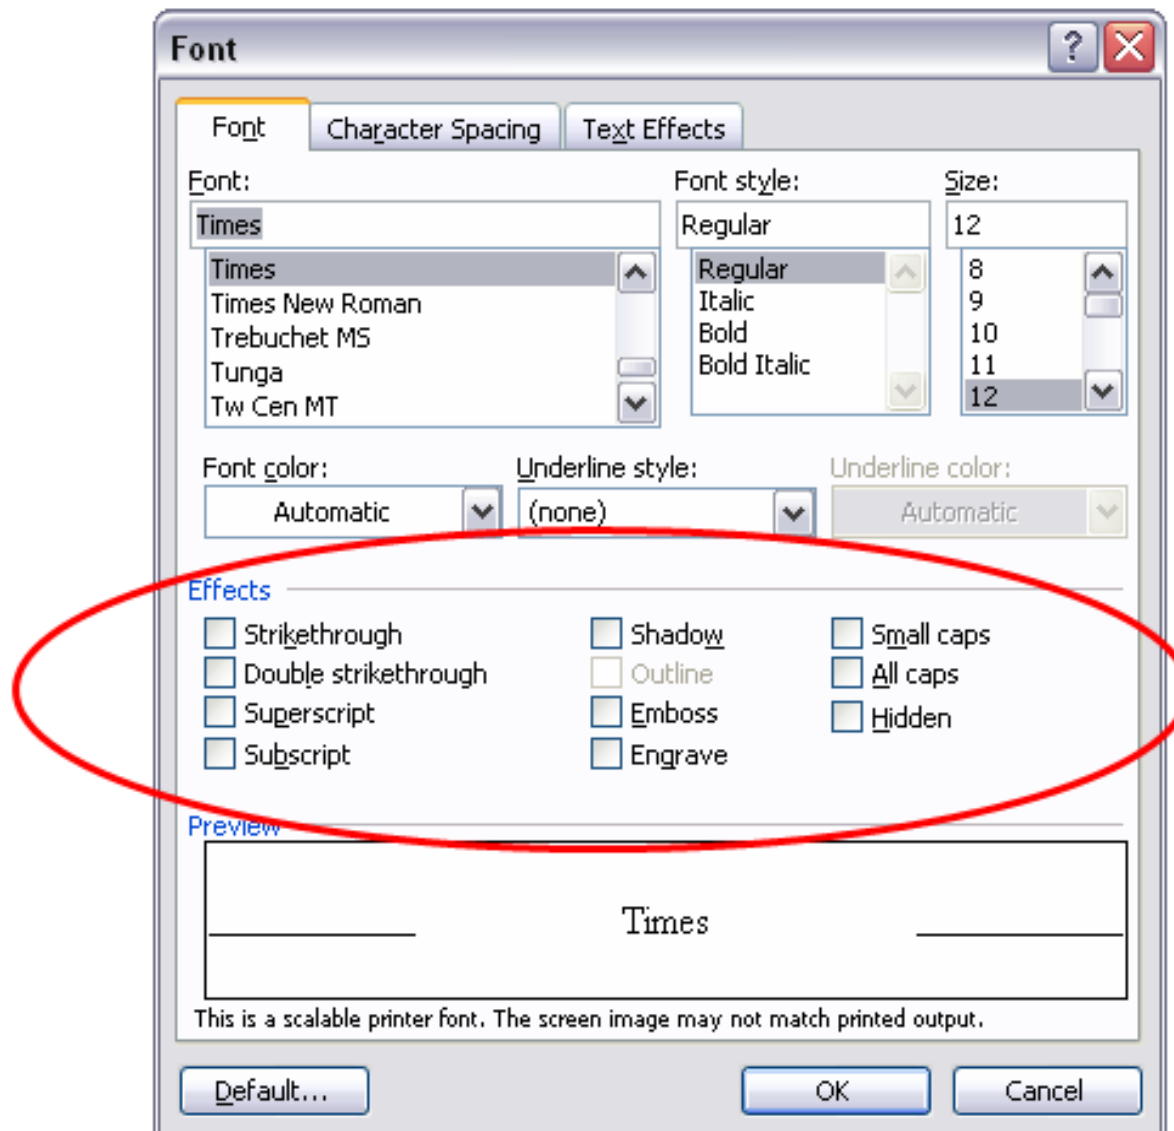 Font
?
Font Character Spacing Text Effects
Font: Font style: Size:
Times Regular 12
Times Regular 8
Times New Roman Italic 9
Trebuchet MS Bold 10
Tunga Bold Italic 11
Tw Cen MT 12
Font color: Underline style: Underline color:
Automatic (none) Automatic
Effects
Strikethrough Shadow Small caps
Double strikethrough Outline All caps
Superscript Emboss Hidden
Subscript Engrave
Preview
Times
This is a scalable printer font. The screen image may not match printed output.
Default... OK Cancel